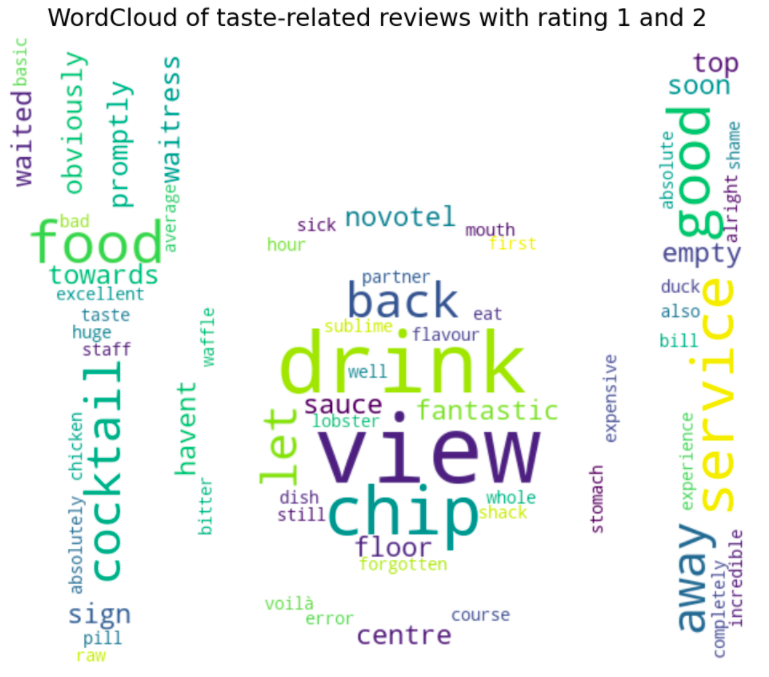 WordCloud of taste-related reviews with rating 1 and 2
waited
basic
obviously
promptly
waitress
average
bad
food
towards
excellent
taste
huge
staff
cocktail
chicken
absolutely
sign
pill
raw
waffle
havent
bitter
sick
novotel
mouth
hour
first
partner
back
eat
sublime
flavour
drink
well
sauce
fantastic
lobster
let
view
dish
whole
still
chip
shack
floor
forgotten
voilà
error
course
centre
expensive
stomach
top
soon
absolute
good
shame
alright
empty
duck
also
bill
service
experience
away
completely
incredible